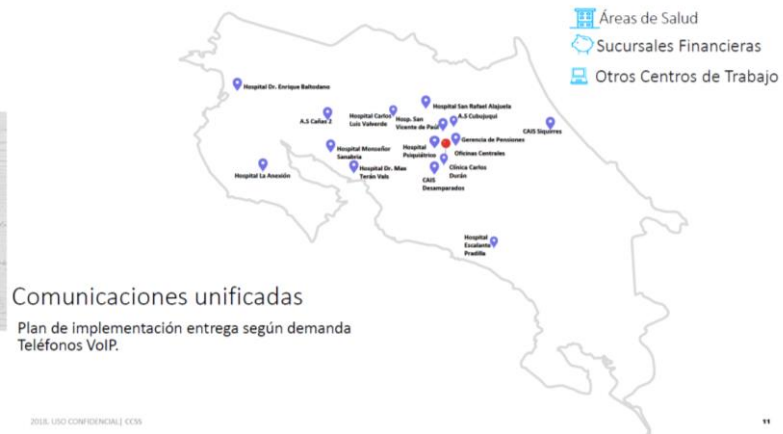 Áreas de Salud
Sucursales Financieras
Otros Centros de Trabajo
Hospital Dr. Enrique Baltodano
A.S Cañas 2
Hospital Carlos
Luis Valverde
Hosp. San
Vicente de Paúl
Hospital San Rafael Alajuela
A.S Cubujuquí
Gerencia de Pensiones
CAIS Siquirres
Hospital Monseñor
Sanabria
Hospital
Psiquiátrico
Oficinas Centrales
Hospital La Anexión
Hospital Dr. Max
Terán Vals
Clínica Carlos
Durán
CAIS
Desamparados
Hospital
Escalante
Pradilla
Comunicaciones unificadas
Plan de implementación entrega según demanda
Teléfonos VoIP.
2018, USO CONFIDENCIAL| CCSS
11